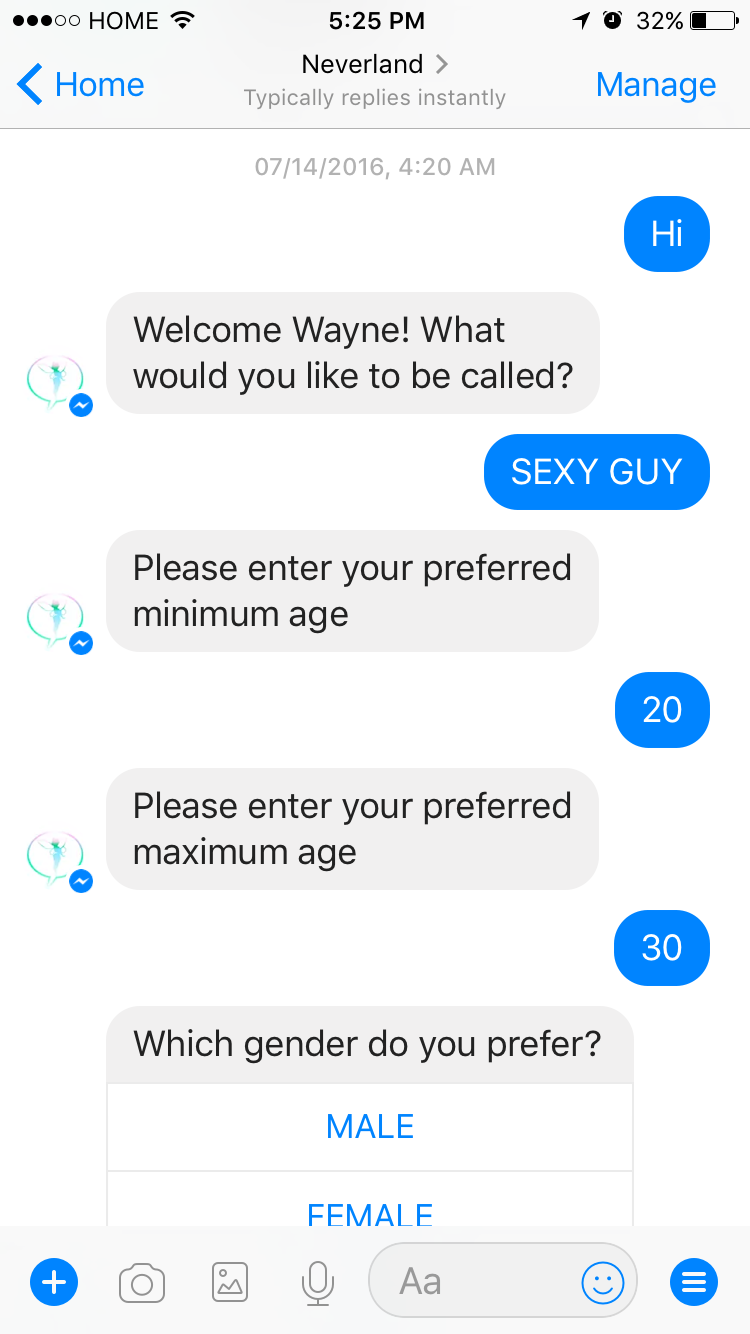 HOME 5:25 PM 32%
Home Neverland Manage
Typically replies instantly
07/14/2016, 4:20 AM
Hi
Welcome Wayne! What
would you like to be called?
SEXY GUY
Please enter your preferred
minimum age
20
Please enter your preferred
maximum age
30
Which gender do you prefer?
MALE
FEMALE
Aa